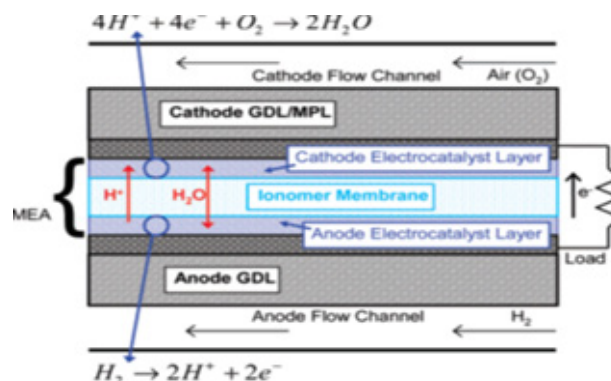 4H⁺ + 4e⁻ + O₂ → 2H₂O
Cathode Flow Channel
Air (O₂)
Cathode GDL/MPL
Cathode Electrocatalyst Layer
H⁺
H₂O
Ionomer Membrane
e⁻
MEA
Anode Electrocatalyst Layer
Load
Anode GDL
Anode Flow Channel
H₂
H₂ → 2H⁺ + 2e⁻